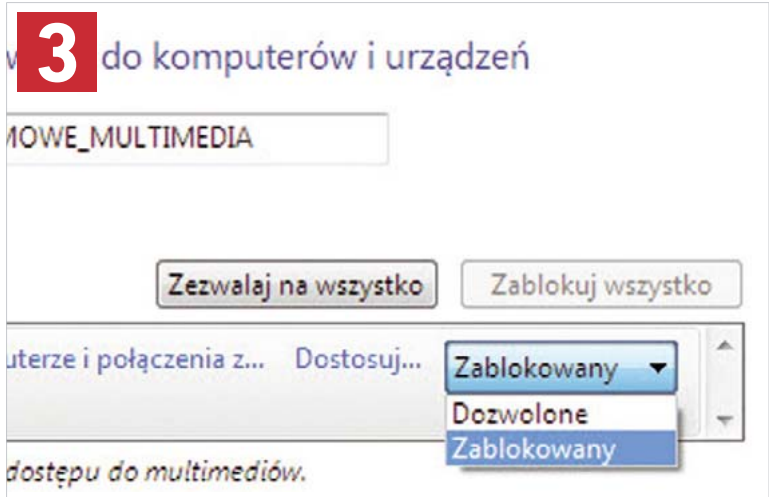 3 do komputerów i urządzeń
MOWE_MULTIMEDIA
Zezwalaj na wszystko Zablokuj wszystko
uterze i połączenia z... Dostosuj... Zablokowany
Dozwolone
Zablokowany
dostępu do multimediów.